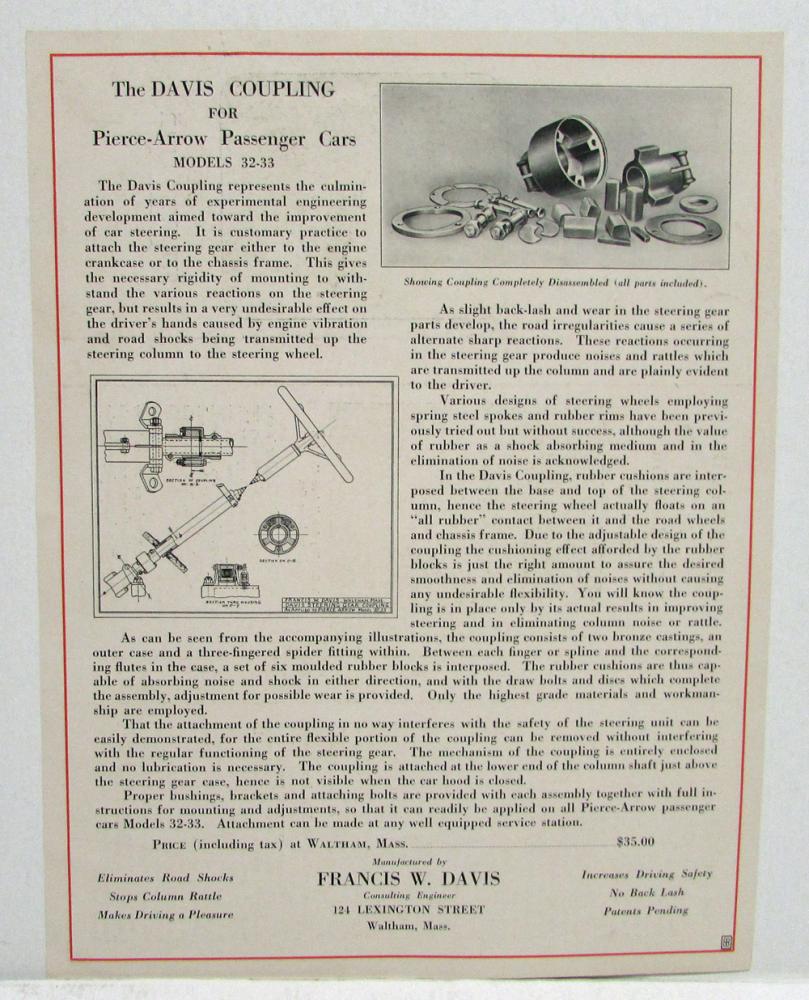 The DAVIS COUPLING
FOR
Pierce-Arrow Passenger Cars
MODELS 32-33
The Davis Coupling represents the culmin-
ation of years of experimental engineering
development aimed toward the improvement
of car steering. It is customary practice to
attach the steering gear either to the engine
crankcase or to the chassis frame. This gives
the necessary rigidity of mounting to with-
stand the various reactions on the steering
gear, but results in a very undesirable effect on
the driver's hands caused by engine vibration
and road shocks being transmitted up the
steering column to the steering wheel.
Showing Coupling Completely Disassembled (all parts included).
As slight back-lash and wear in the steering gear
parts develop, the road irregularities cause a series of
alternate sharp reactions. These reactions occurring
in the steering gear produce noises and rattles which
are transmitted up the column and are plainly evident
to the driver.
Various designs of steering wheels employing
spring steel spokes and rubber rims have been previ-
ously tried out but without success, although the value
of rubber as a shock absorbing medium and in the
elimination of noise is acknowledged.
In the Davis Coupling, rubber cushions are inter-
posed between the base and top of the steering col-
umn, hence the steering wheel actually floats on an
"all rubber" contact between it and the road wheels
and chassis frame. Due to the adjustable design of the
coupling the cushioning effect afforded by the rubber
blocks is just the right amount to assure the desired
smoothness and elimination of noises without causing
any undesirable flexibility. You will know the coup-
ling is in place only by its actual results in improving
steering and in eliminating column noise or rattle.
SECTION OF COUPLING
SECTION ON
FRANCIS W. DAVIS WALTHAM MASS.
DAVIS STEERING GEAR COUPLING
As can be seen from the accompanying illustrations, the coupling consists of two bronze castings, an
outer case and a three-fingered spider fitting within. Between each finger or spline and the correspond-
ing flutes in the case, a set of six moulded rubber blocks is interposed. The rubber cushions are thus cap-
able of absorbing noise and shock in either direction, and with the draw bolts and discs which complete
the assembly, adjustment for possible wear is provided. Only the highest grade materials and workman-
ship are employed.
That the attachment of the coupling in no way interferes with the safety of the steering unit can be
easily demonstrated, for the entire flexible portion of the coupling can be removed without interfering
with the regular functioning of the steering gear. The mechanism of the coupling is entirely enclosed
and no lubrication is necessary. The coupling is attached at the lower end of the column shaft just above
the steering gear case, hence is not visible when the car hood is closed.
Proper bushings, brackets and attaching bolts are provided with each assembly together with full in-
structions for mounting and adjustments, so that it can readily be applied on all Pierce-Arrow passenger
cars Models 32-33. Attachment can be made at any well equipped service station.
PRICE (including tax) at WALTHAM, MASS. $35.00
Manufactured by
FRANCIS W. DAVIS
Consulting Engineer
124 LEXINGTON STREET
Waltham, Mass.
Eliminates Road Shocks
Stops Column Rattle
Makes Driving a Pleasure
Increases Driving Safety
No Back Lash
Patents Pending